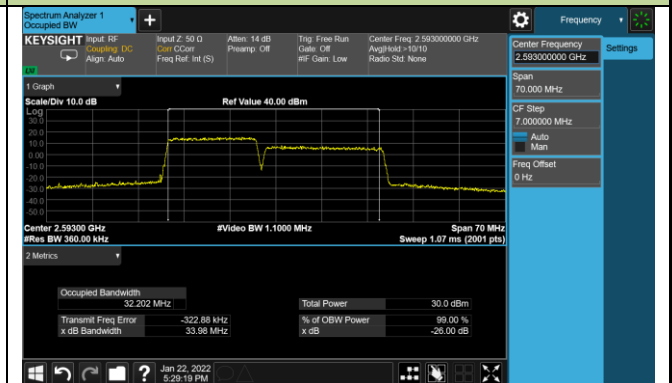 Spectrum Analyzer 1
Occupied BW
+
Frequency
KEYSIGHT
Input: RF
Coupling: DC
Align: Auto
Input Z: 50 Ω
Corr CCorr
Freq Ref: Int (S)
Atten: 14 dB
Preamp: Off
Trig: Free Run
Gate: Off
#IF Gain: Low
Center Freq: 2.593000000 GHz
Avg|Hold:>10/10
Radio Std: None
Center Frequency
2.593000000 GHz
Settings
Span
70.000 MHz
CF Step
7.000000 MHz
Auto
Man
Freq Offset
0 Hz
1 Graph
Scale/Div 10.0 dB
Ref Value 40.00 dBm
Log
30.0
20.0
10.0
0.00
-10.0
-20.0
-30.0
-40.0
-50.0
Center 2.59300 GHz
#Video BW 1.1000 MHz
Span 70 MHz
#Res BW 360.00 kHz
Sweep 1.07 ms (2001 pts)
2 Metrics
Occupied Bandwidth
32.202 MHz
Total Power
30.0 dBm
Transmit Freq Error
-322.88 kHz
% of OBW Power
99.00 %
x dB Bandwidth
33.98 MHz
x dB
-26.00 dB
?
Jan 22, 2022
5:29:19 PM